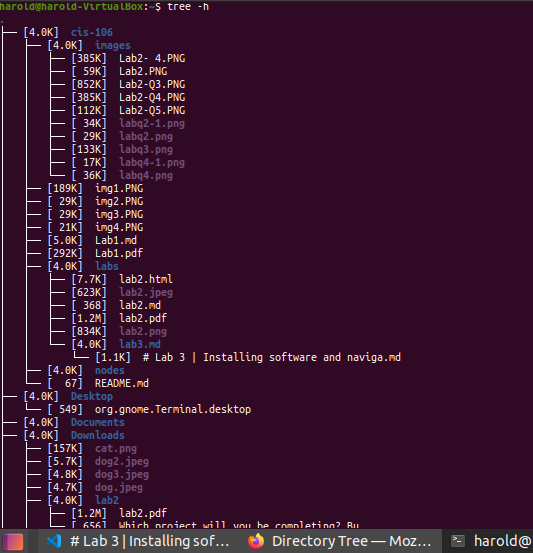 harold@harold-VirtualBox:~$ tree -h
.
├── [4.0K]  cis-106
│   ├── [4.0K]  images
│   │   ├── [385K]  Lab2- 4.PNG
│   │   ├── [ 59K]  Lab2.PNG
│   │   ├── [852K]  Lab2-Q3.PNG
│   │   ├── [385K]  Lab2-Q4.PNG
│   │   ├── [112K]  Lab2-Q5.PNG
│   │   ├── [ 34K]  labq2-1.png
│   │   ├── [ 29K]  labq2.png
│   │   ├── [133K]  labq3.png
│   │   ├── [ 17K]  labq4-1.png
│   │   └── [ 36K]  labq4.png
│   ├── [189K]  img1.PNG
│   ├── [ 29K]  img2.PNG
│   ├── [ 29K]  img3.PNG
│   ├── [ 21K]  img4.PNG
│   ├── [5.0K]  Lab1.md
│   ├── [292K]  Lab1.pdf
│   ├── [4.0K]  labs
│   │   ├── [7.7K]  lab2.html
│   │   ├── [623K]  lab2.jpeg
│   │   ├── [ 368]  lab2.md
│   │   ├── [1.2M]  lab2.pdf
│   │   ├── [834K]  lab2.png
│   │   └── [4.0K]  lab3.md
│   │       └── [1.1K]  # Lab 3 | Installing software and naviga.md
│   ├── [4.0K]  nodes
│   └── [  67]  README.md
├── [4.0K]  Desktop
│   └── [ 549]  org.gnome.Terminal.desktop
├── [4.0K]  Documents
├── [4.0K]  Downloads
│   ├── [157K]  cat.png
│   ├── [5.7K]  dog2.jpeg
│   ├── [4.8K]  dog3.jpeg
│   ├── [4.7K]  dog.jpeg
│   ├── [4.0K]  lab2
│   │   ├── [1.2M]  lab2.pdf
│   │   └── [ 656]  Which project will you be completing? Bu
# Lab 3 | Installing sof... Directory Tree — Moz... harold@